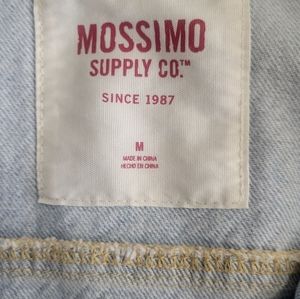 MOSSIMO
SUPPLY CO.™
SINCE 1987
M
MADE IN CHINA
HECHO EN CHINA